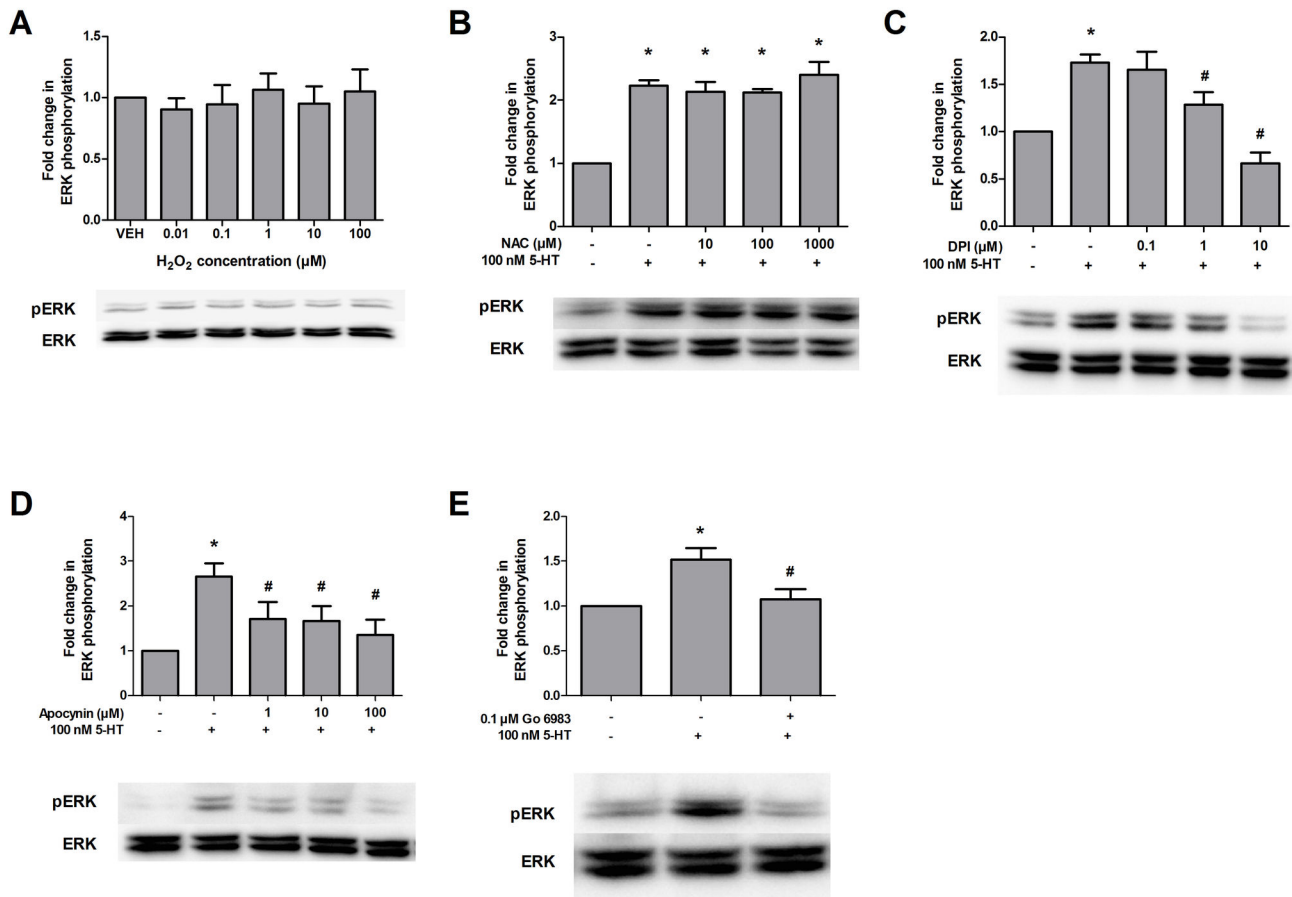 A
Fold change in
ERK phosphorylation
1.5
1.0
0.5
0.0
VEH 0.01 0.1 1 10 100
H₂O₂ concentration (µM)
pERK
ERK
B
Fold change in
ERK phosphorylation
3
2
1
0
* * * *
NAC (µM) - - 10 100 1000
100 nM 5-HT - + + + +
pERK
ERK
C
Fold change in
ERK phosphorylation
2.0
1.5
1.0
0.5
0.0
* # #
DPI (µM) - - 0.1 1 10
100 nM 5-HT - + + + +
pERK
ERK
D
Fold change in
ERK phosphorylation
4
3
2
1
0
* # # #
Apocynin (µM) - - 1 10 100
100 nM 5-HT - + + + +
pERK
ERK
E
Fold change in
ERK phosphorylation
2.0
1.5
1.0
0.5
0.0
* #
0.1 µM Go 6983 - - +
100 nM 5-HT - + +
pERK
ERK